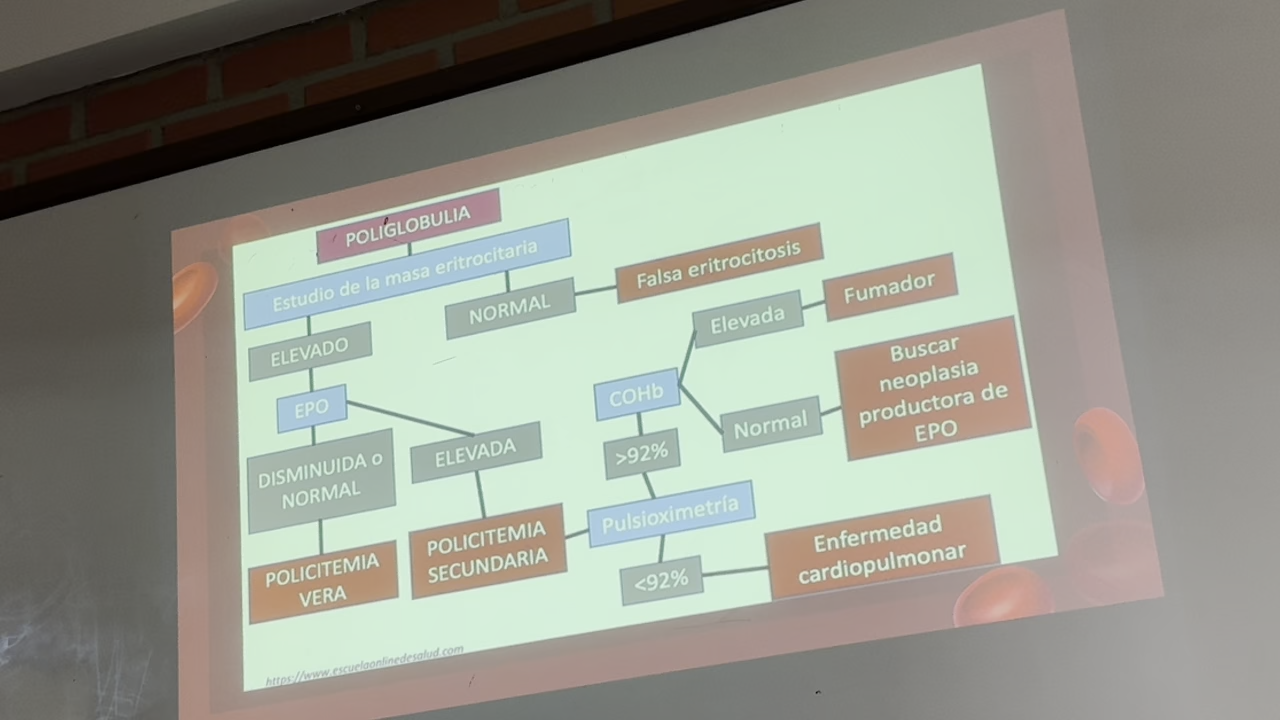 POLIGLOBULIA
Estudio de la masa eritrocitaria
NORMAL
Falsa eritrocitosis
ELEVADO
EPO
DISMINUIDA o
NORMAL
ELEVADA
POLICITEMIA
VERA
POLICITEMIA
SECUNDARIA
Pulsioximetría
>92%
COHb
Elevada
Fumador
Normal
Buscar
neoplasia
productora de
EPO
<92%
Enfermedad
cardiopulmonar
https://www.escuelaonlinedesalud.com